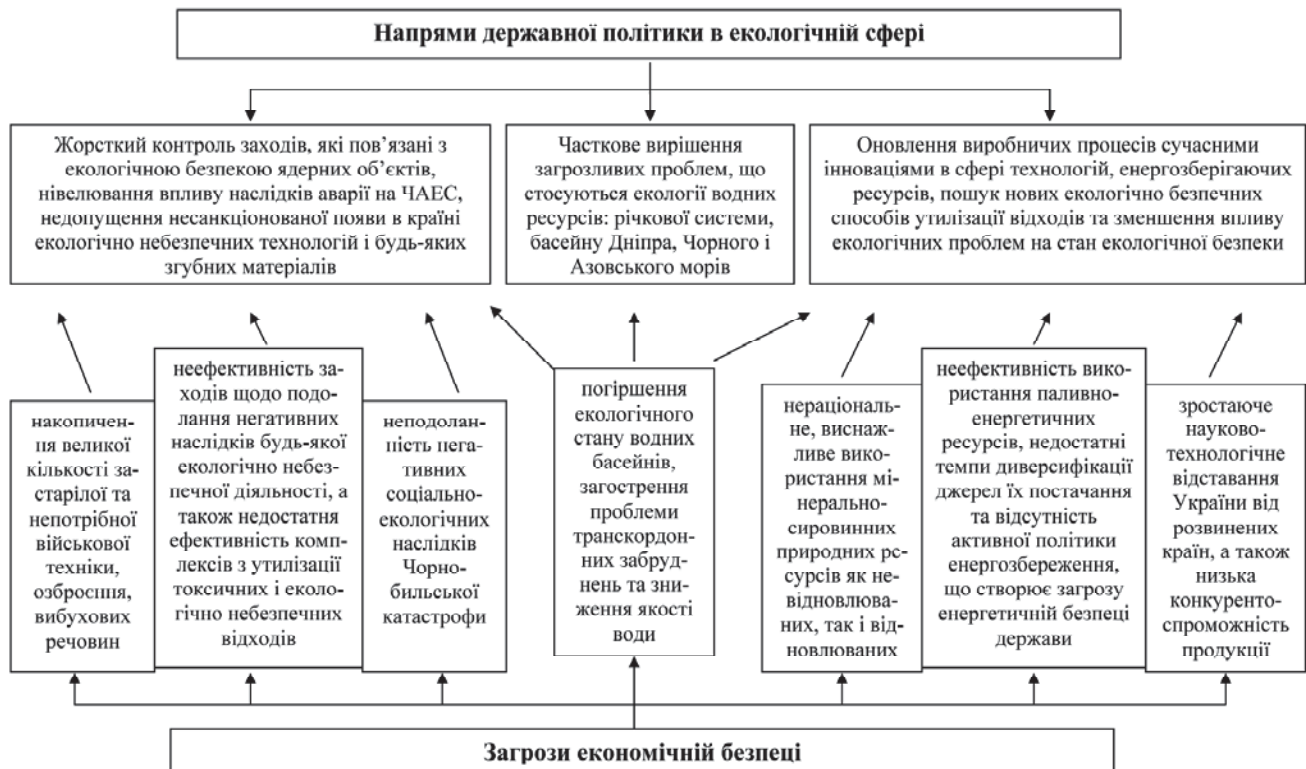 Напрями державної політики в екологічній сфері
Жорсткий контроль заходів, які пов’язані з
екологічною безпекою ядерних об’єктів,
нівелювання впливу наслідків аварії на ЧАЕС,
недопущення несанкціонованої появи в країні
екологічно небезпечних технологій і будь-яких
згубних матеріалів
Часткове вирішення
загрозливих проблем, що
стосуються екології водних
ресурсів: річкової системи,
басейну Дніпра, Чорного і
Азовського морів
Оновлення виробничих процесів сучасними
інноваціями в сфері технологій, енергозберігаючих
ресурсів, пошук нових екологічно безпечних
способів утилізації відходів та зменшення впливу
екологічних проблем на стан екологічної безпеки
накопичен-
ня великої
кількості за-
старілої та
непотрібної
військової
техніки,
озброєння,
вибухових
речовин
неефективність за-
ходів щодо подо-
лання негативних
наслідків будь-якої
екологічно небез-
печної діяльності, а
також недостатня
ефективність комп-
лексів з утилізації
токсичних і еколо-
гічно небезпечних
відходів
неподолан-
ність нега-
тивних
соціально-
екологічних
наслідків
Чорно-
бильської
катастрофи
погіршення
екологічного
стану водних
басейнів,
загострення
проблеми
транскордон-
них забруд-
нень та зни-
ження якості
води
нераціональ-
не, виснаж-
ливе вико-
ристання мі-
нерально-
сировинних
природних ре-
сурсів як не-
відновлюва-
них, так і від-
новлюваних
неефективність вико-
ристання паливно-
енергетичних
ресурсів, недостатні
темпи диверсифікації
джерел їх постачання
та відсутність
активної політики
енергозбереження,
що створює загрозу
енергетичній безпеці
держави
зростаюче
науково-
технологічне
відставання
України від
розвинених
країн, а також
низька
конкуренто-
спроможність
продукції
Загрози економічній безпеці